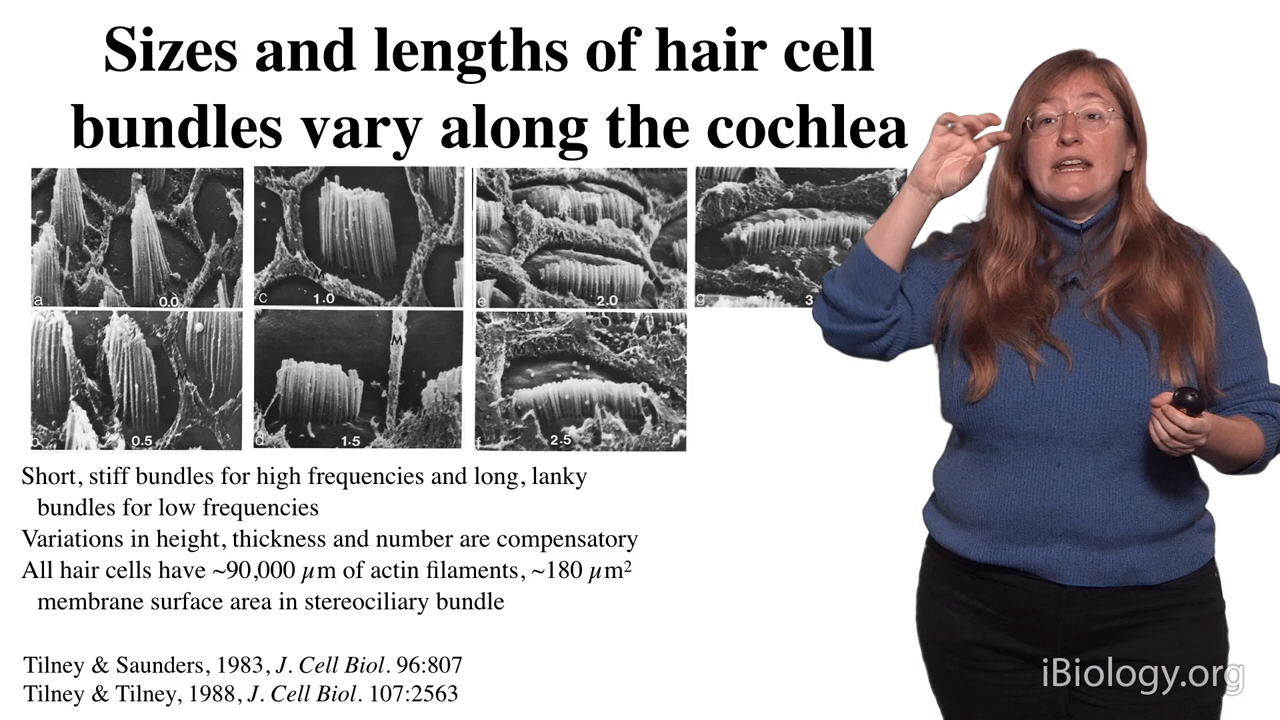 Sizes and lengths of hair cell
bundles vary along the cochlea
a
0.0
c
1.0
e
M
2.0
g
3
b
0.5
d
M
1.5
f
2.5
Short, stiff bundles for high frequencies and long, lanky
bundles for low frequencies
Variations in height, thickness and number are compensatory
All hair cells have ~90,000 µm of actin filaments, ~180 µm²
membrane surface area in stereociliary bundle
Tilney & Saunders, 1983, J. Cell Biol. 96:807
Tilney & Tilney, 1988, J. Cell Biol. 107:2563
iBiology.org